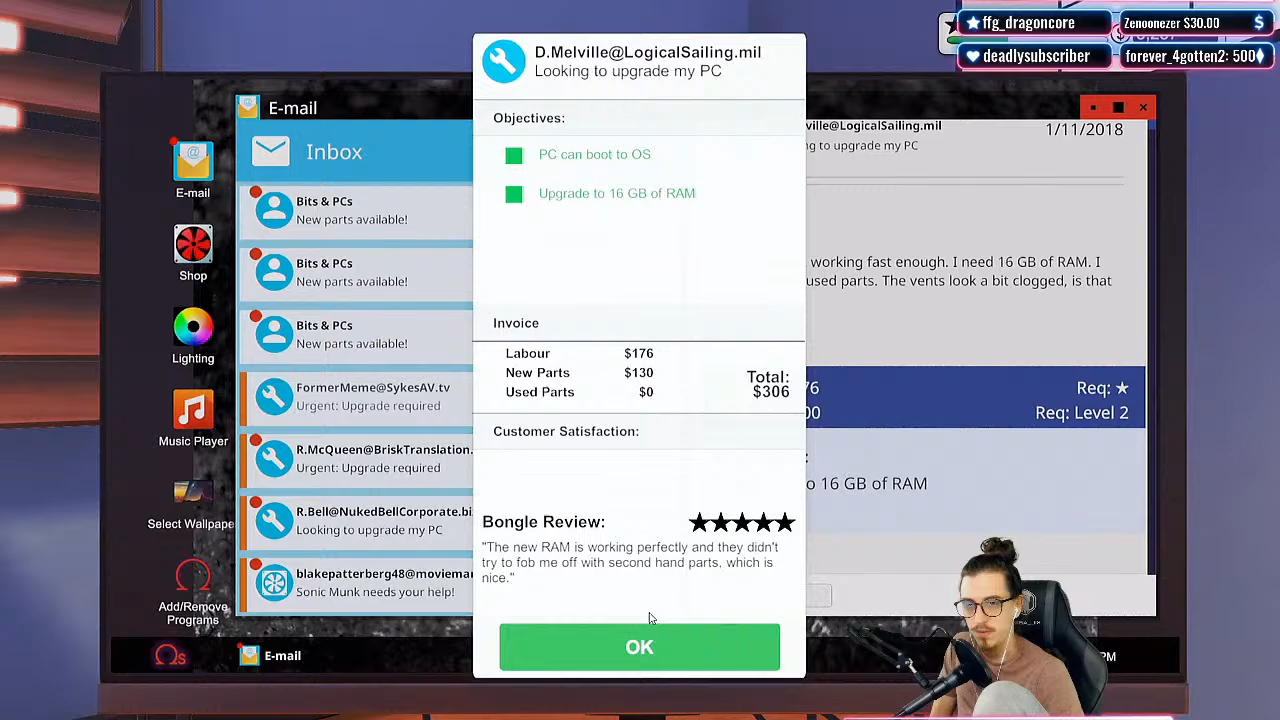 ffg_dragoncore
Zenoonezer $30.00
$
deadlysubscriber
forever_4gotten2: 500
D.Melville@LogicalSailing.mil
Looking to upgrade my PC
Objectives:
PC can boot to OS
Upgrade to 16 GB of RAM
Invoice
Labour $176
New Parts $130
Used Parts $0
Total:
$306
Customer Satisfaction:
Bongle Review: ★★★★★
"The new RAM is working perfectly and they didn't
try to fob me off with second hand parts, which is
nice."
OK
E-mail
Shop
Lighting
Music Player
Select Wallpape
Add/Remove
Programs
E-mail
Inbox
Bits & PCs
New parts available!
Bits & PCs
New parts available!
Bits & PCs
New parts available!
FormerMeme@SykesAV.tv
Urgent: Upgrade required
R.McQueen@BriskTranslation.
Urgent: Upgrade required
R.Bell@NukedBellCorporate.bi
Looking to upgrade my PC
blakepatterberg48@moviema
Sonic Munk needs your help!
ville@LogicalSailing.mil
1/11/2018
ng to upgrade my PC
working fast enough. I need 16 GB of RAM. I
used parts. The vents look a bit clogged, is that
76
Req: ★
00
Req: Level 2
:
o 16 GB of RAM
Ωs
E-mail
PM